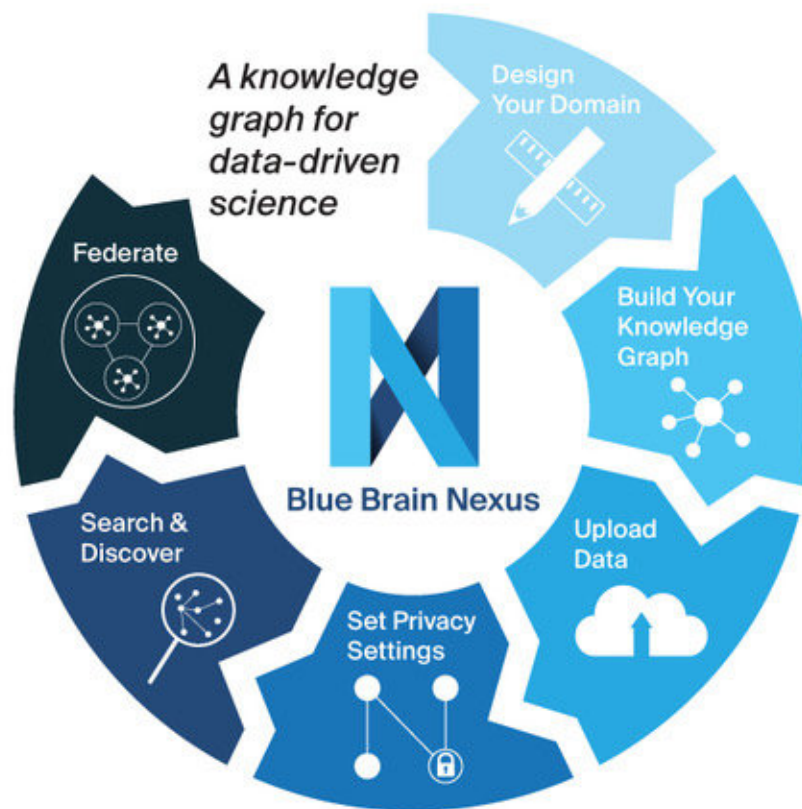 A knowledge
graph for
data-driven
science
Design
Your Domain
Build Your
Knowledge
Graph
Upload
Data
Set Privacy
Settings
Search &
Discover
Federate
Blue Brain Nexus